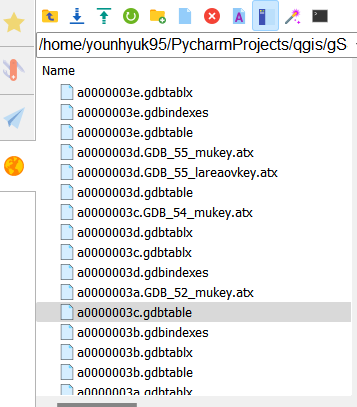 /home/younhyuk95/PycharmProjects/qgis/gS
Name
a0000003e.gdbtablx
a0000003e.gdbindexes
a0000003e.gdbtable
a0000003d.GDB_55_mukey.atx
a0000003d.GDB_55_lareaovkey.atx
a0000003d.gdbtable
a0000003c.GDB_54_mukey.atx
a0000003d.gdbtablx
a0000003c.gdbtablx
a0000003d.gdbindexes
a0000003a.GDB_52_mukey.atx
a0000003c.gdbtable
a0000003b.gdbindexes
a0000003b.gdbtablx
a0000003b.gdbtable
a0000003a.gdbtablx